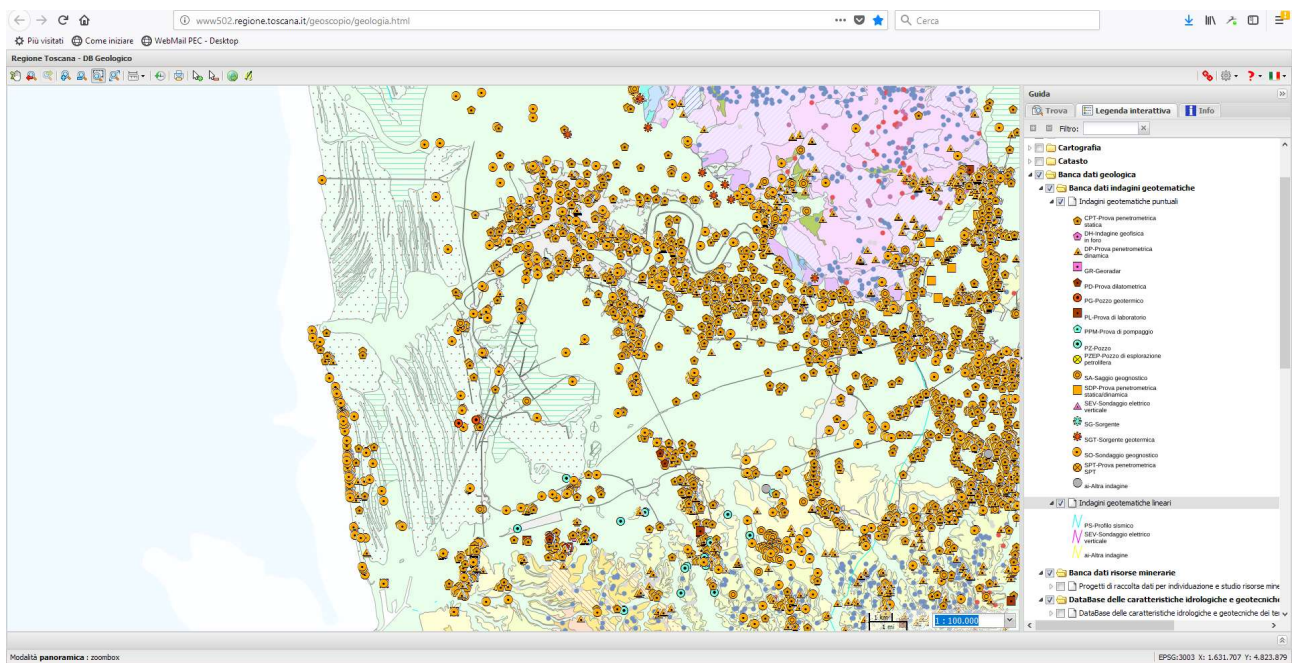 www502.regione.toscana.it/geoscopio/geologia.html
Cerca
Più visitati Come iniziare WebMail PEC - Desktop
Regione Toscana - DB Geologico
Guida
Trova Legenda interattiva Info
Filtro:
Cartografia
Catasto
Banca dati geologica
Banca dati indagini geotematiche
Indagini geotematiche puntuali
CPT-Prova penetrometrica
statica
DH-Indagine geofisica
in foro
DP-Prova penetrometrica
dinamica
GR-Georadar
PD-Prova dilatometrica
PG-Pozzo geotermico
PL-Prova di laboratorio
PPM-Prova di pompaggio
PZ-Pozzo
PZEP-Pozzo di esplorazione
petrolifera
SA-Saggio geognostico
SDP-Prova penetrometrica
statica/dinamica
SEV-Sondaggio elettrico
verticale
SG-Sorgente
SGT-Sorgente geotermica
SO-Sondaggio geognostico
SPT-Prova penetrometrica
SPT
ai-Altra indagine
Indagini geotematiche lineari
PS-Profilo sismico
SEV-Sondaggio elettrico
verticale
ai-Altra indagine
Banca dati risorse minerarie
Progetti di raccolta dati per individuazione e studio risorse mine
DataBase delle caratteristiche idrologiche e geotecniche
DataBase delle caratteristiche idrologiche e geotecniche dei te
1 km
1 mi
1 : 100.000
Modalità panoramica : zoombox
EPSG:3003 X: 1.631.707 Y: 4.823.879